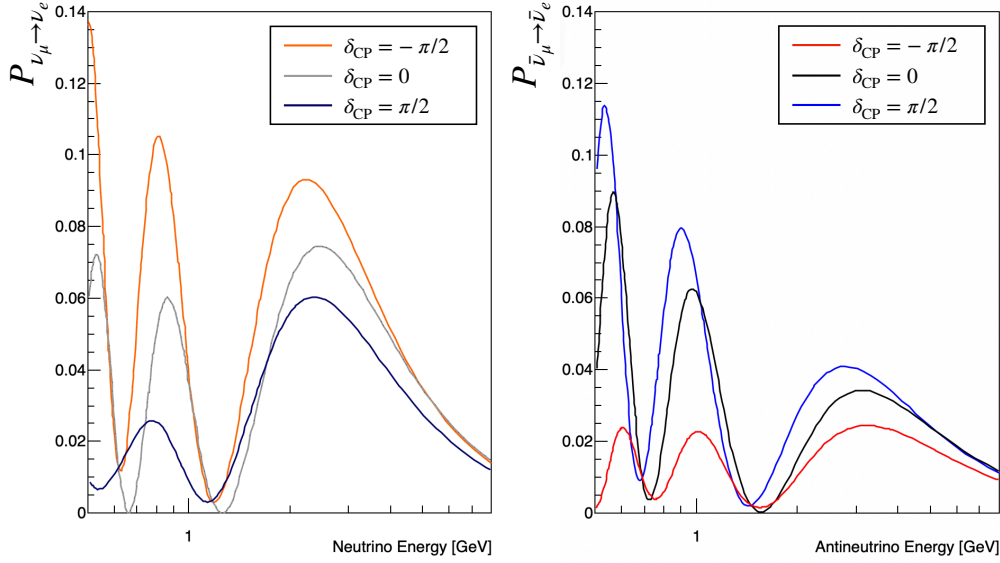 P_{ν_μ→ν_e}
0.14
0.12
0.1
0.08
0.06
0.04
0.02
0
1
Neutrino Energy [GeV]
δ_CP = − π/2
δ_CP = 0
δ_CP = π/2
P_{ν̄_μ→ν̄_e}
0.14
0.12
0.1
0.08
0.06
0.04
0.02
0
1
Antineutrino Energy [GeV]
δ_CP = − π/2
δ_CP = 0
δ_CP = π/2